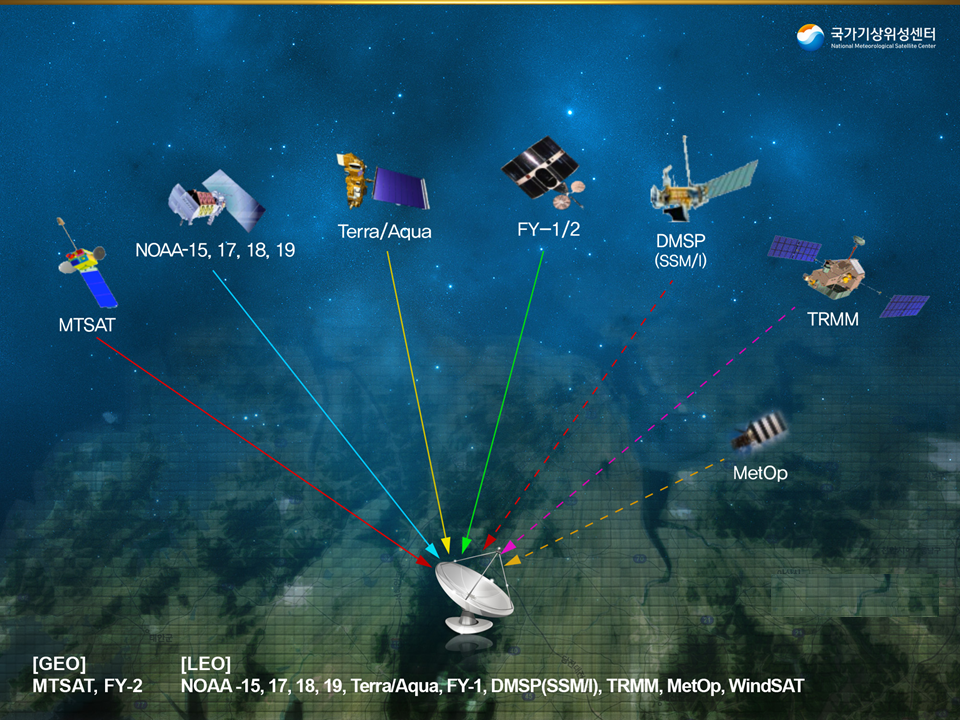 국가기상위성센터
National Meteorological Satellite Center
Terra/Aqua
FY-1/2
DMSP
(SSM/I)
NOAA-15, 17, 18, 19
MTSAT
TRMM
MetOp
[GEO]
MTSAT, FY-2
[LEO]
NOAA -15, 17, 18, 19, Terra/Aqua, FY-1, DMSP(SSM/I), TRMM, MetOp, WindSAT